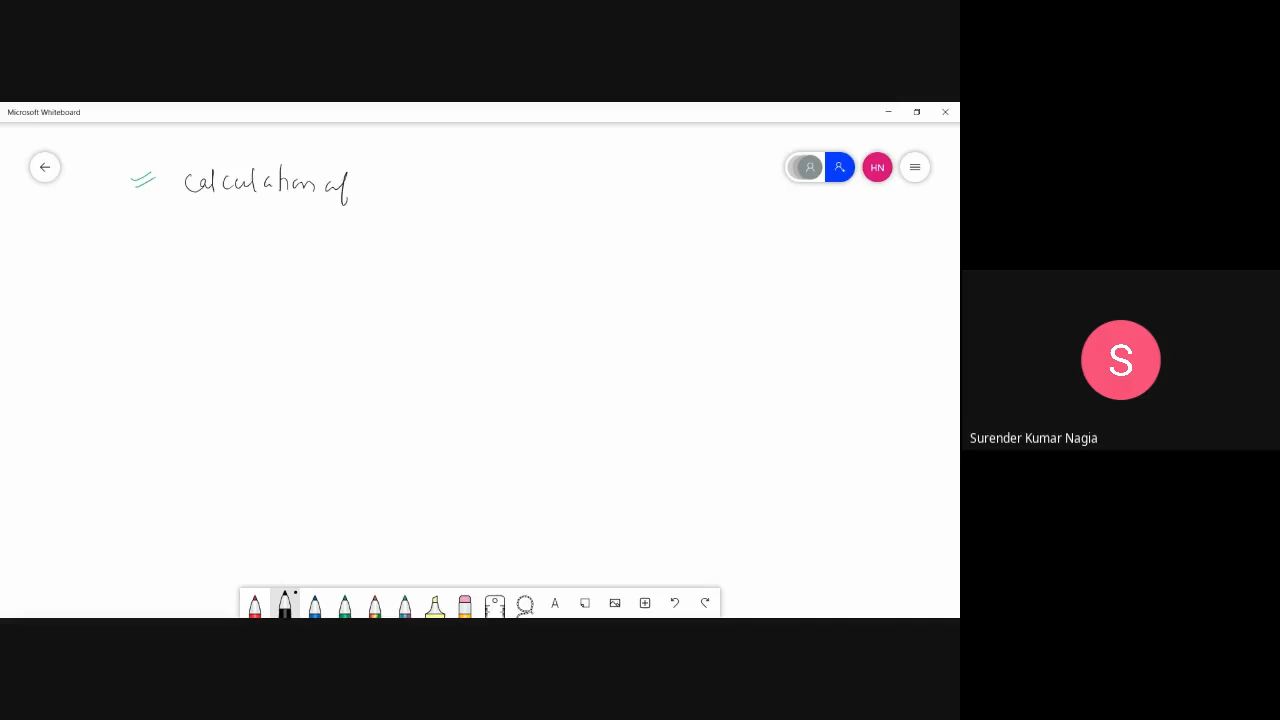 Microsoft Whiteboard
Calculation of
HN
A
S
Surender Kumar Nagia